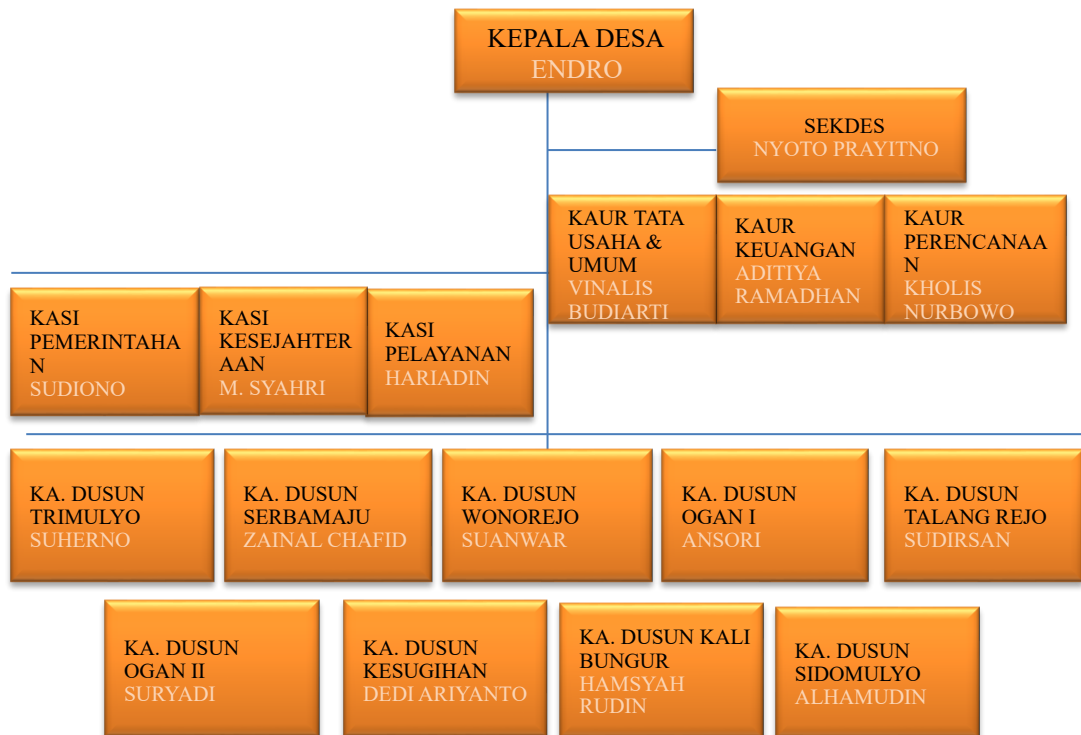 KEPALA DESA
ENDRO
SEKDES
NYOTO PRAYITNO
KAUR TATA
USAHA &
UMUM
VINALIS
BUDIARTI
KAUR
KEUANGAN
ADITIYA
RAMADHAN
KAUR
PERENCANAA
N
KHOLIS
NURBOWO
KASI
PEMERINTAHA
N
SUDIONO
KASI
KESEJAHTER
AAN
M. SYAHRI
KASI
PELAYANAN
HARIADIN
KA. DUSUN
TRIMULYO
SUHERNO
KA. DUSUN
SERBAMAJU
ZAINAL CHAFID
KA. DUSUN
WONOREJO
SUANWAR
KA. DUSUN
OGAN I
ANSORI
KA. DUSUN
TALANG REJO
SUDIRSAN
KA. DUSUN
OGAN II
SURYADI
KA. DUSUN
KESUGIHAN
DEDI ARIYANTO
KA. DUSUN KALI
BUNGUR
HAMSYAH
RUDIN
KA. DUSUN
SIDOMULYO
ALHAMUDIN